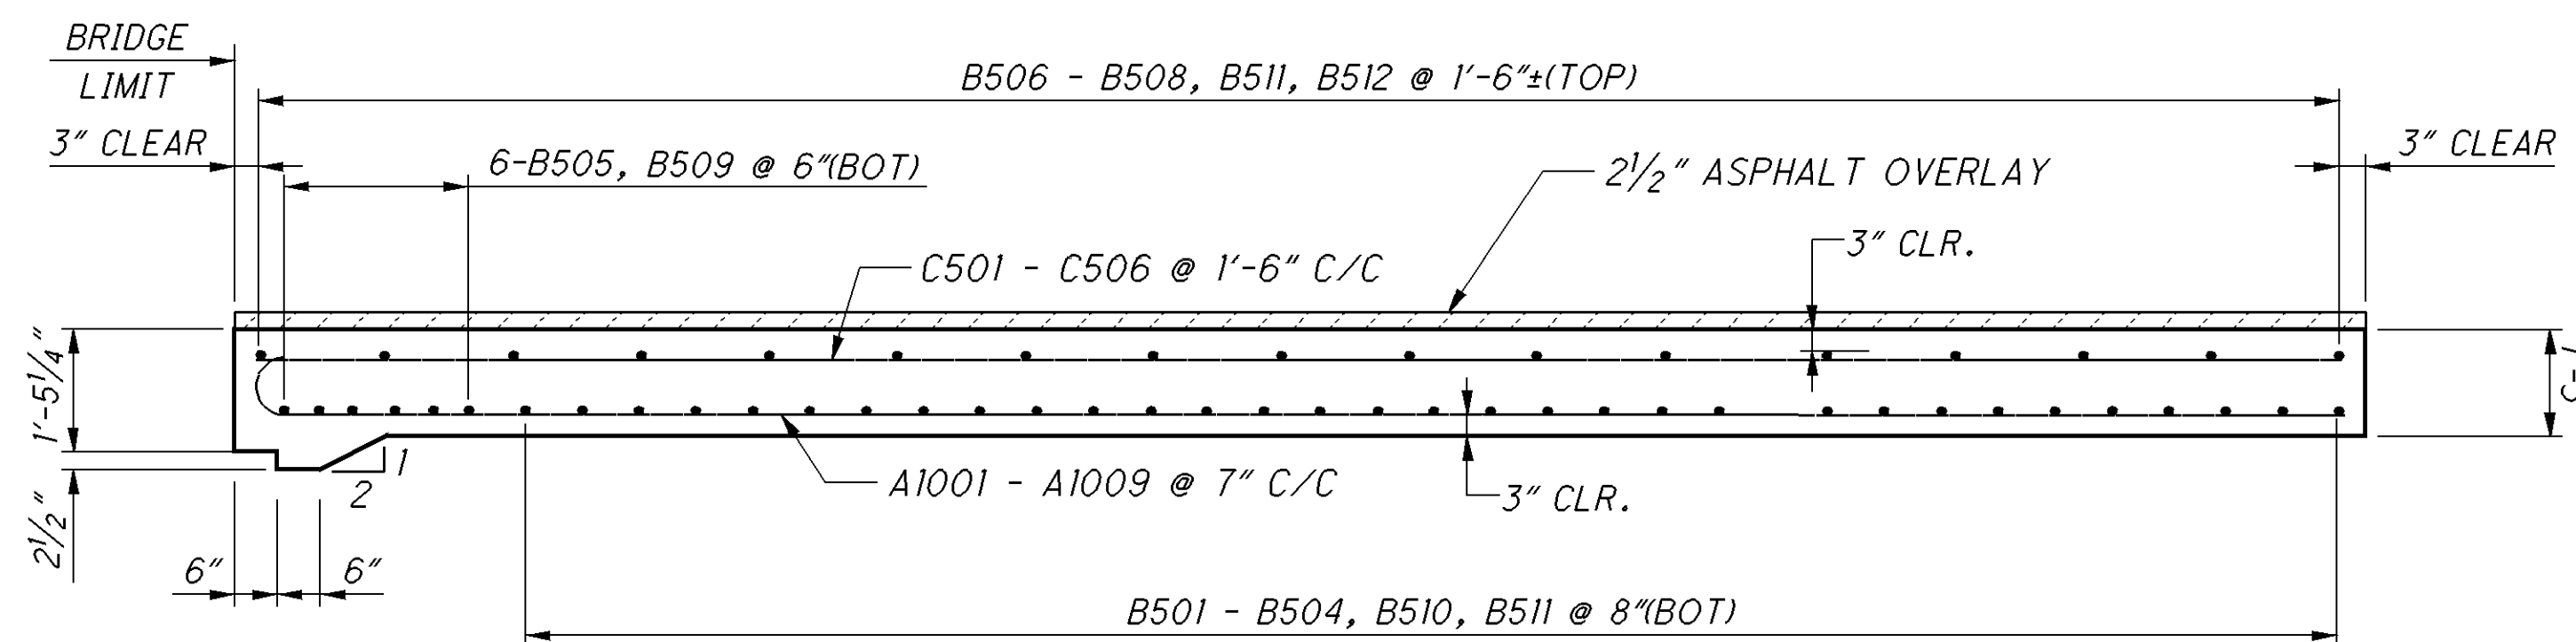 BRIDGE
LIMIT
B506 - B508, B511, B512 @ 1'-6"±(TOP)
3" CLEAR
6-B505, B509 @ 6"(BOT)
2½" ASPHALT OVERLAY
3" CLEAR
3" CLR.
C501 - C506 @ 1'-6" C/C
1'-5¼"
1
2
A1001 - A1009 @ 7" C/C
3" CLR.
2½"
6"
6"
B501 - B504, B510, B511 @ 8"(BOT)